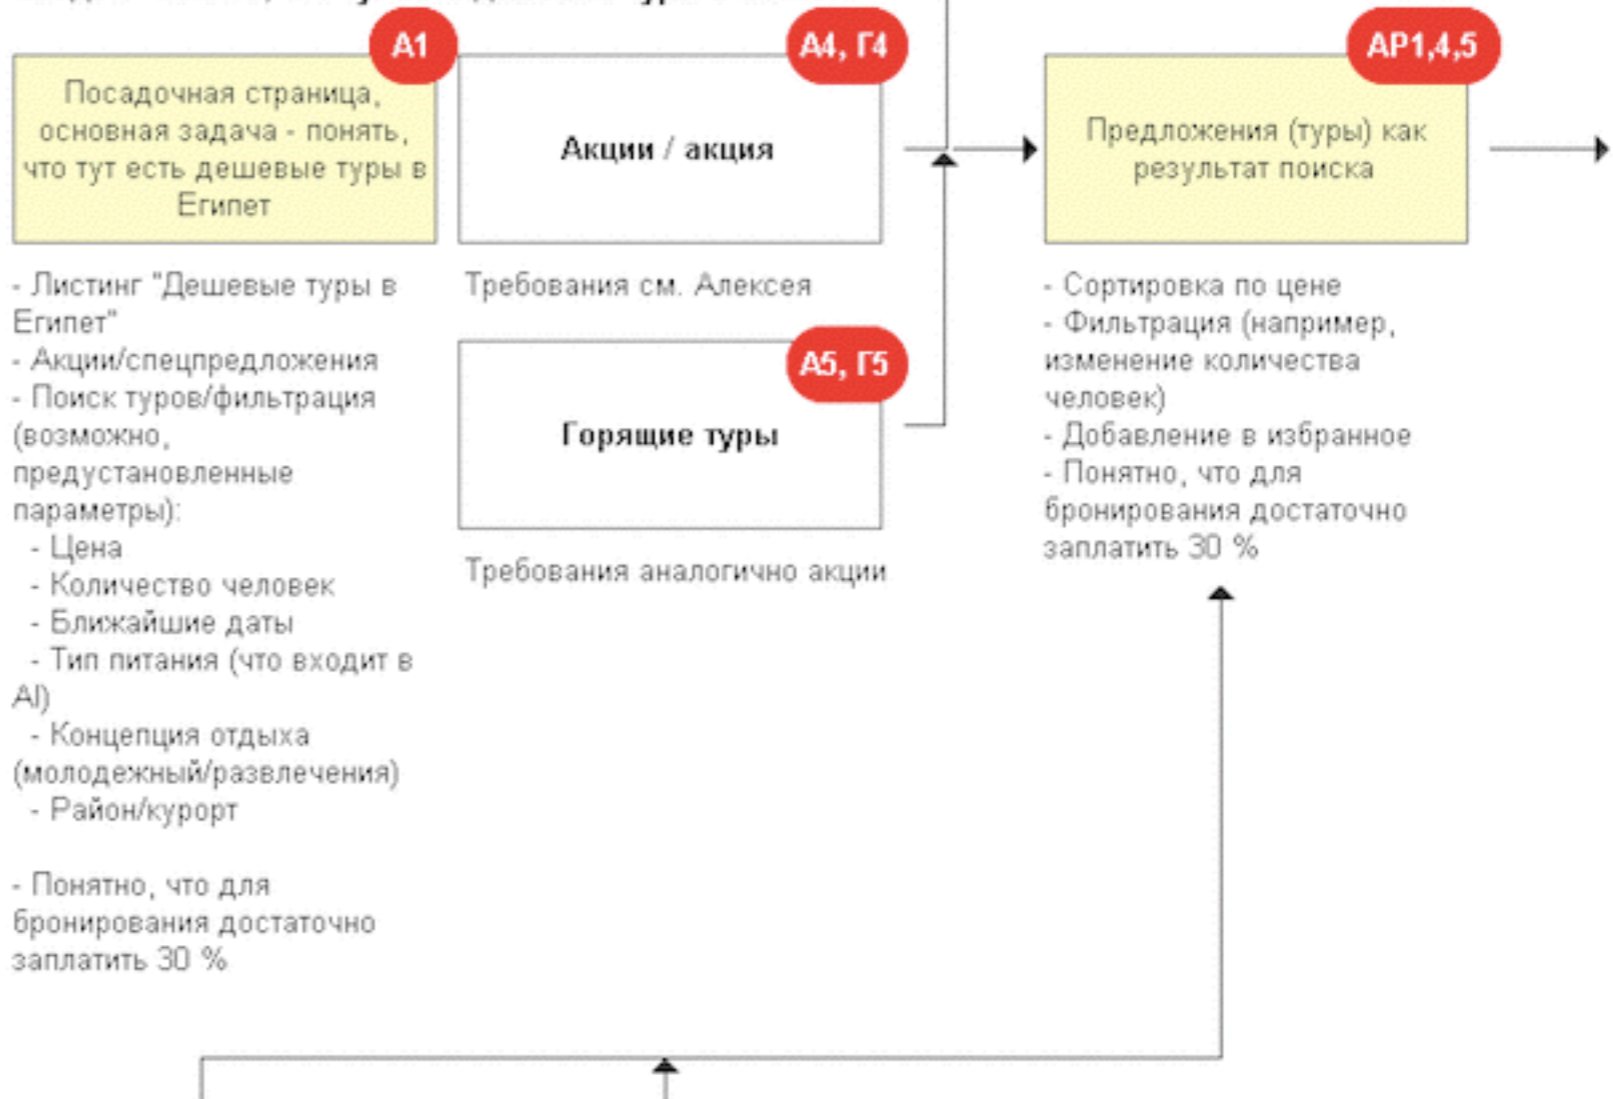 А1
Посадочная страница,
основная задача - понять,
что тут есть дешевые туры в
Египет
- Листинг "Дешевые туры в
Египет"
- Акции/спецпредложения
- Поиск туров/фильтрация
(возможно,
предустановленные
параметры):
- Цена
- Количество человек
- Ближайшие даты
- Тип питания (что входит в
AI)
- Концепция отдыха
(молодежный/развлечения)
- Район/курорт
- Понятно, что для
бронирования достаточно
заплатить 30 %
А4, Г4
Акции / акция
Требования см. Алексея
А5, Г5
Горящие туры
Требования аналогично акции
АР1,4,5
Предложения (туры) как
результат поиска
- Сортировка по цене
- Фильтрация (например,
изменение количества
человек)
- Добавление в избранное
- Понятно, что для
бронирования достаточно
заплатить 30 %